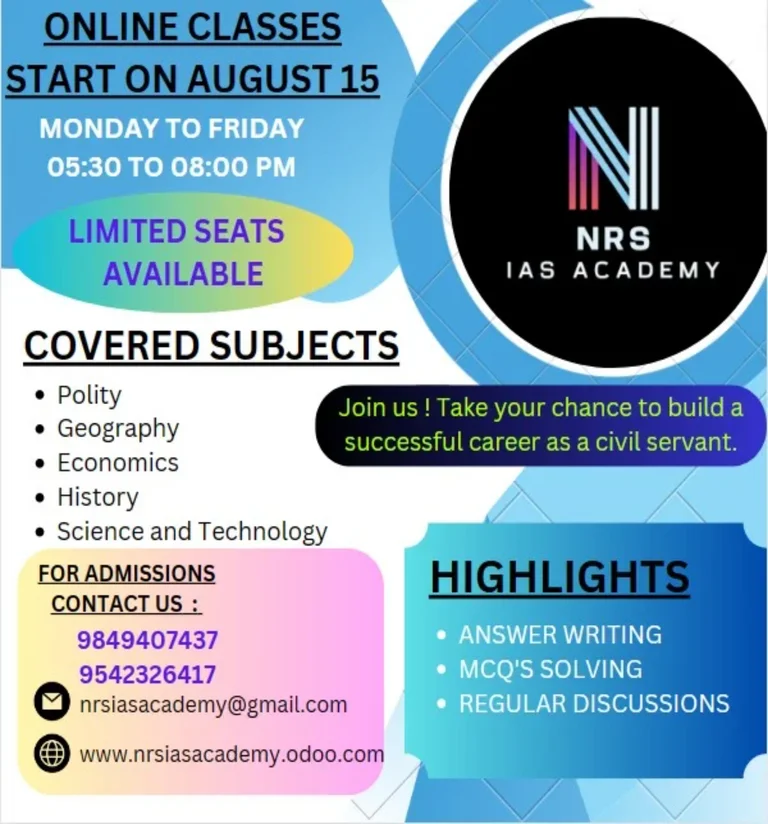 ONLINE CLASSES
START ON AUGUST 15
MONDAY TO FRIDAY
05:30 TO 08:00 PM
LIMITED SEATS
AVAILABLE
NRS
IAS ACADEMY
COVERED SUBJECTS
• Polity
• Geography
• Economics
• History
• Science and Technology
Join us ! Take your chance to build a
successful career as a civil servant.
FOR ADMISSIONS
CONTACT US :
9849407437
9542326417
nrsiasacademy@gmail.com
www.nrsiasacademy.odoo.com
HIGHLIGHTS
• ANSWER WRITING
• MCQ'S SOLVING
• REGULAR DISCUSSIONS